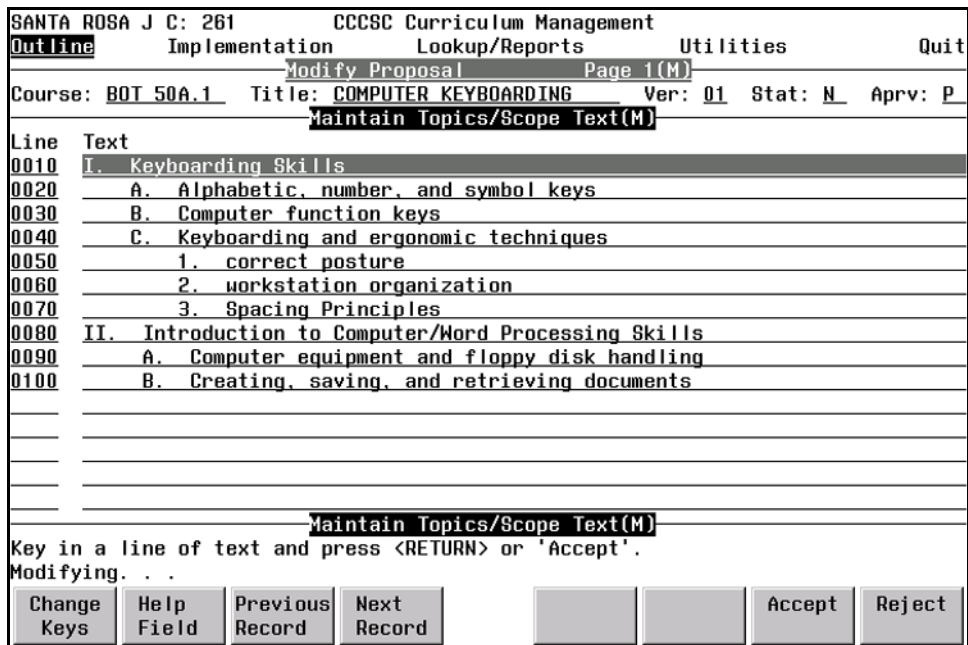 SANTA ROSA J C: 261 CCCSC Curriculum Management
Outline Implementation Lookup/Reports Utilities Quit
Modify Proposal Page 1(M)
Course: BOT 50A.1 Title: COMPUTER KEYBOARDING Ver: 01 Stat: N Aprv: P
Maintain Topics/Scope Text(M)
Line Text
0010 I. Keyboarding Skills
0020 A. Alphabetic, number, and symbol keys
0030 B. Computer function keys
0040 C. Keyboarding and ergonomic techniques
0050 1. correct posture
0060 2. workstation organization
0070 3. Spacing Principles
0080 II. Introduction to Computer/Word Processing Skills
0090 A. Computer equipment and floppy disk handling
0100 B. Creating, saving, and retrieving documents
Maintain Topics/Scope Text(M)
Key in a line of text and press <RETURN> or 'Accept'.
Modifying. . .
Change Help Previous Next Accept Reject
Keys Field Record Record